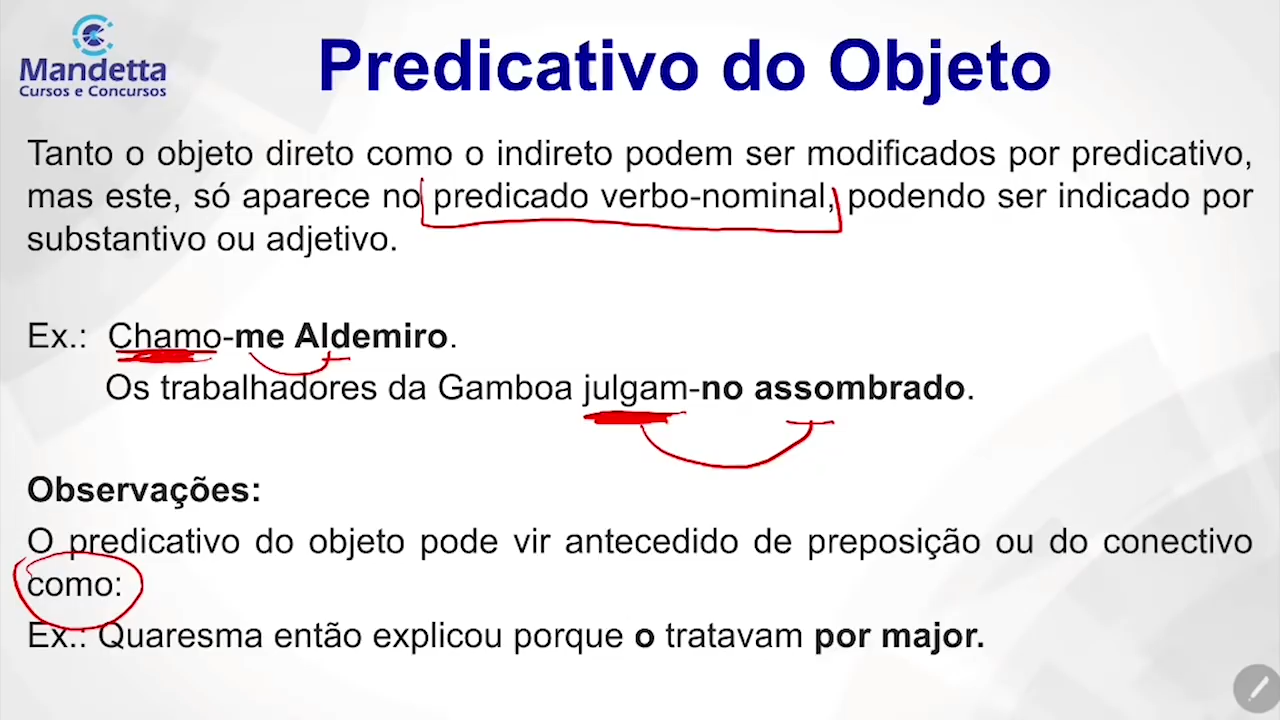 Mandetta
Cursos e Concursos
Predicativo do Objeto
Tanto o objeto direto como o indireto podem ser modificados por predicativo,
mas este, só aparece no predicado verbo-nominal, podendo ser indicado por
substantivo ou adjetivo.
Ex.: Chamo-me Aldemiro.
Os trabalhadores da Gamboa julgam-no assombrado.
Observações:
O predicativo do objeto pode vir antecedido de preposição ou do conectivo
como:
Ex.: Quaresma então explicou porque o tratavam por major.